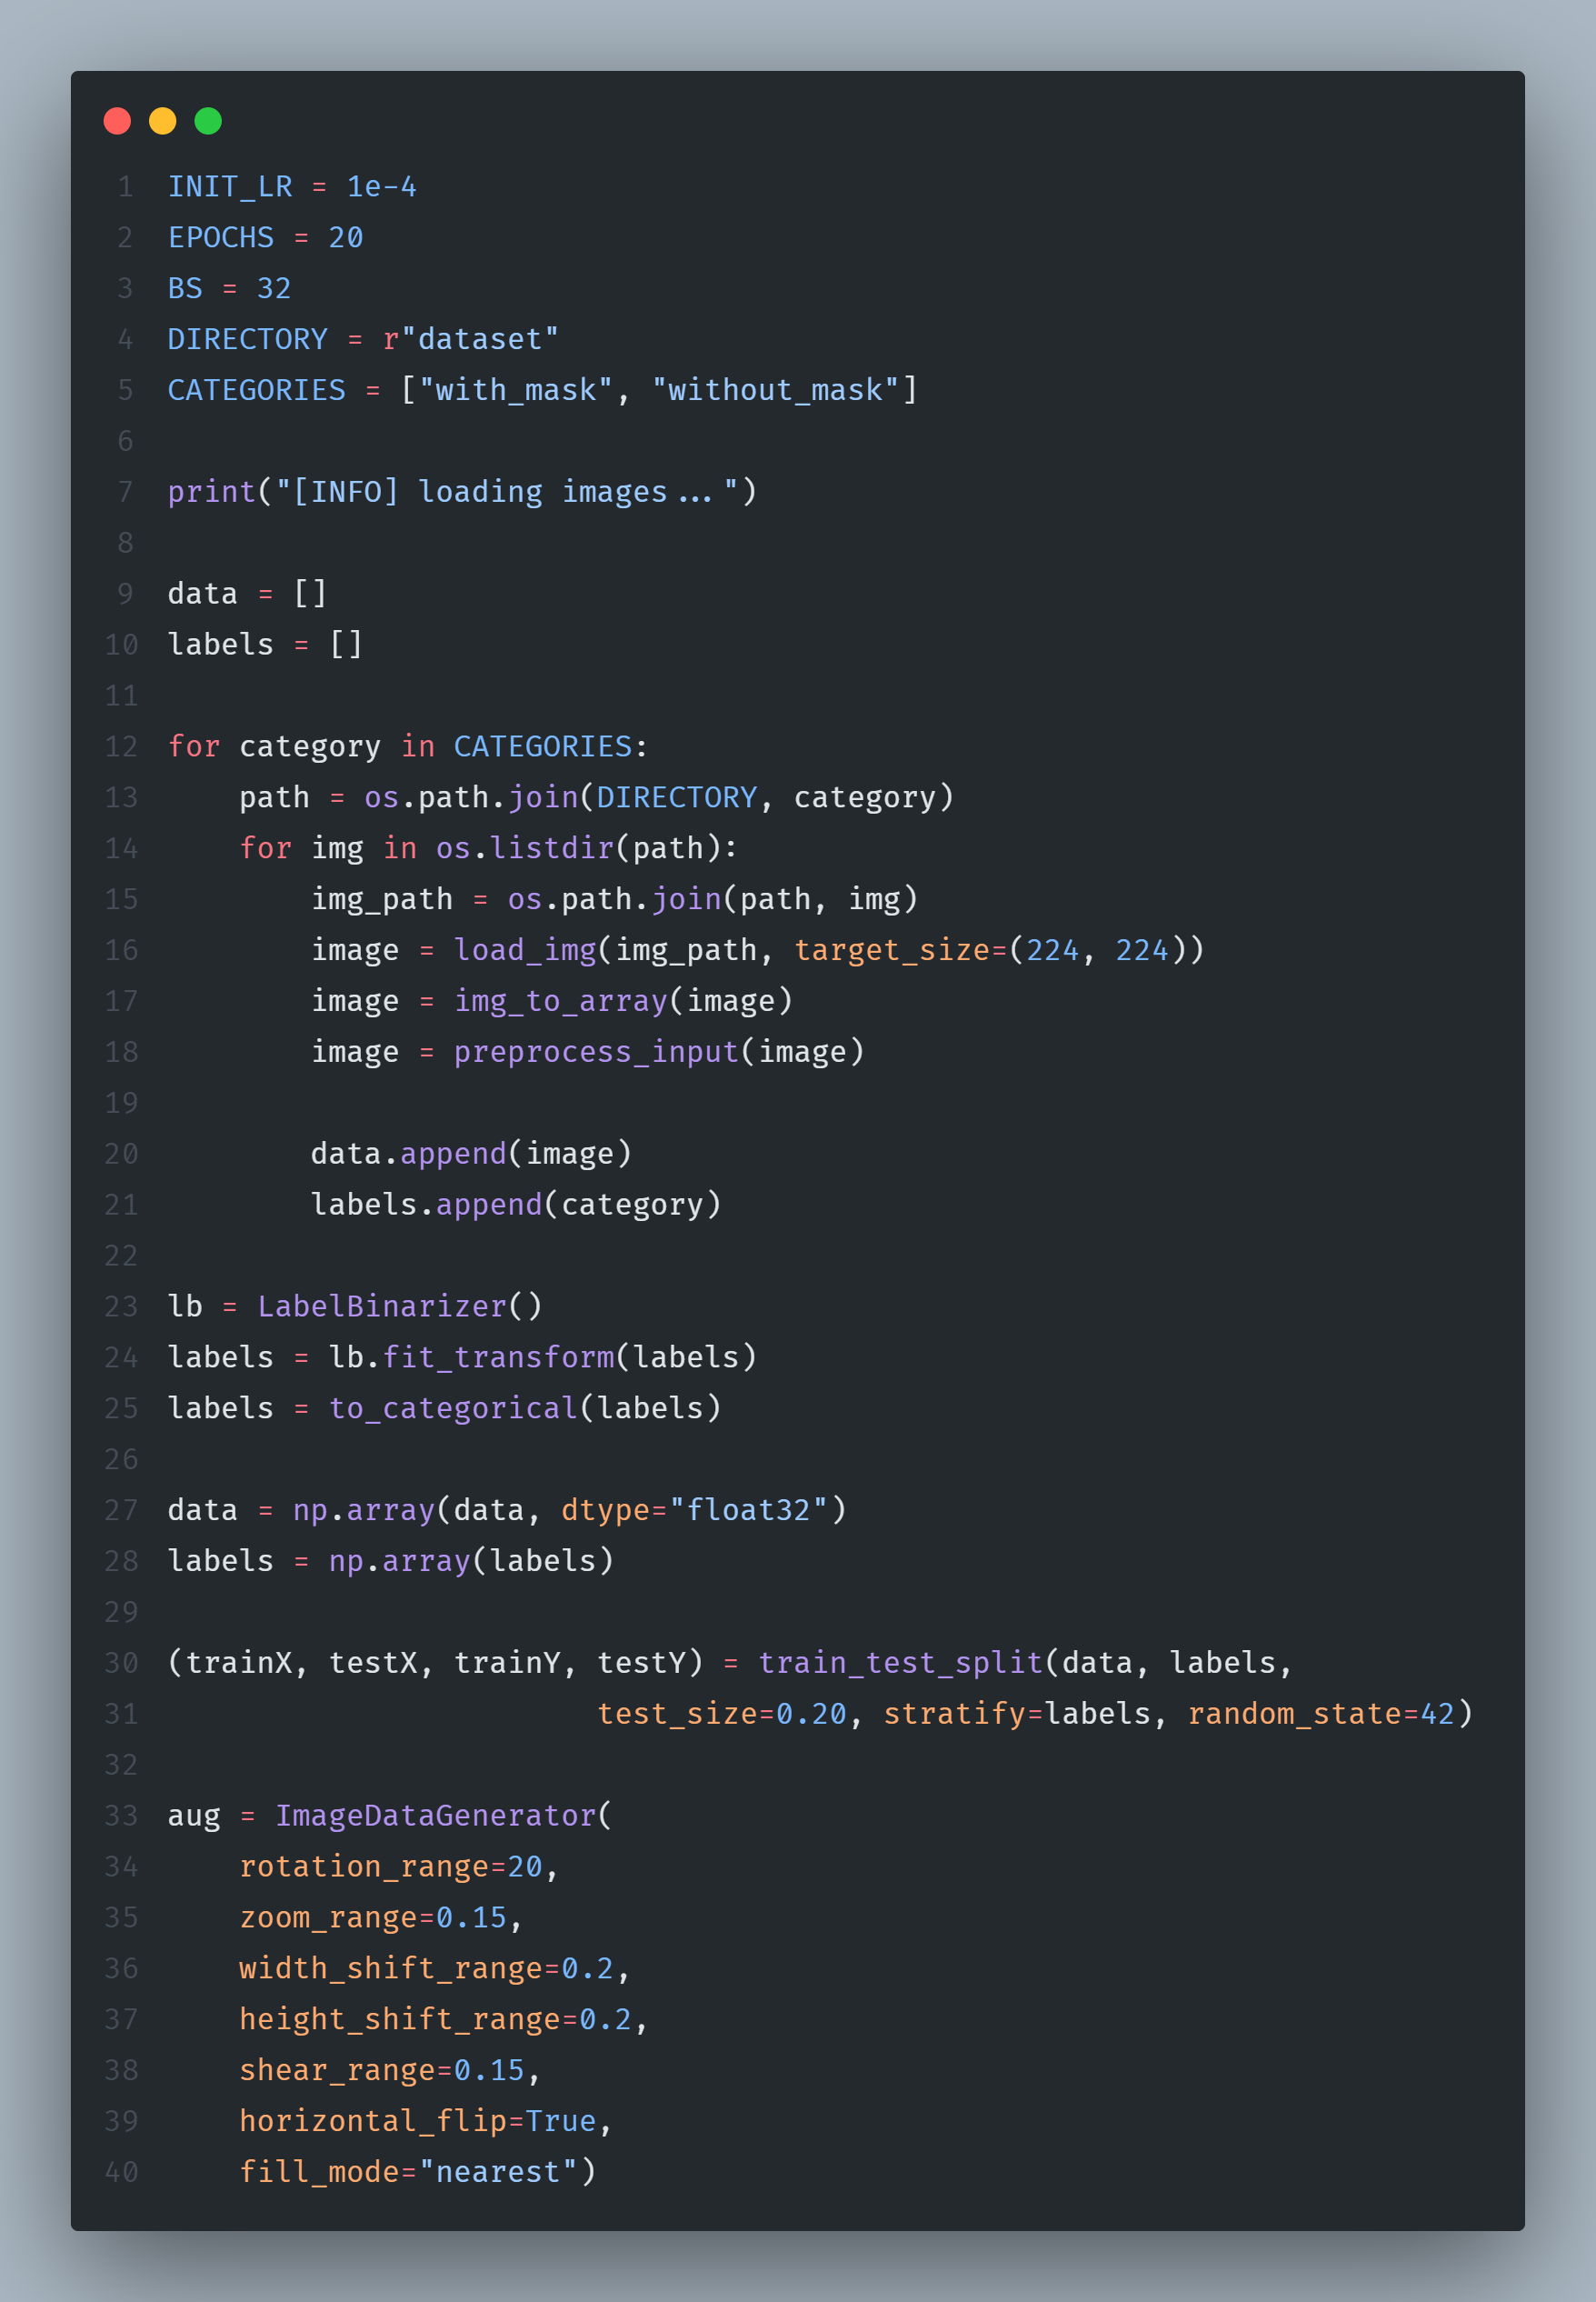 1 INIT_LR = 1e-4
2 EPOCHS = 20
3 BS = 32
4 DIRECTORY = r"dataset"
5 CATEGORIES = ["with_mask", "without_mask"]
6
7 print("[INFO] loading images...")
8
9 data = []
10 labels = []
11
12 for category in CATEGORIES:
13     path = os.path.join(DIRECTORY, category)
14     for img in os.listdir(path):
15         img_path = os.path.join(path, img)
16         image = load_img(img_path, target_size=(224, 224))
17         image = img_to_array(image)
18         image = preprocess_input(image)
19
20         data.append(image)
21         labels.append(category)
22
23 lb = LabelBinarizer()
24 labels = lb.fit_transform(labels)
25 labels = to_categorical(labels)
26
27 data = np.array(data, dtype="float32")
28 labels = np.array(labels)
29
30 (trainX, testX, trainY, testY) = train_test_split(data, labels,
31                         test_size=0.20, stratify=labels, random_state=42)
32
33 aug = ImageDataGenerator(
34     rotation_range=20,
35     zoom_range=0.15,
36     width_shift_range=0.2,
37     height_shift_range=0.2,
38     shear_range=0.15,
39     horizontal_flip=True,
40     fill_mode="nearest")